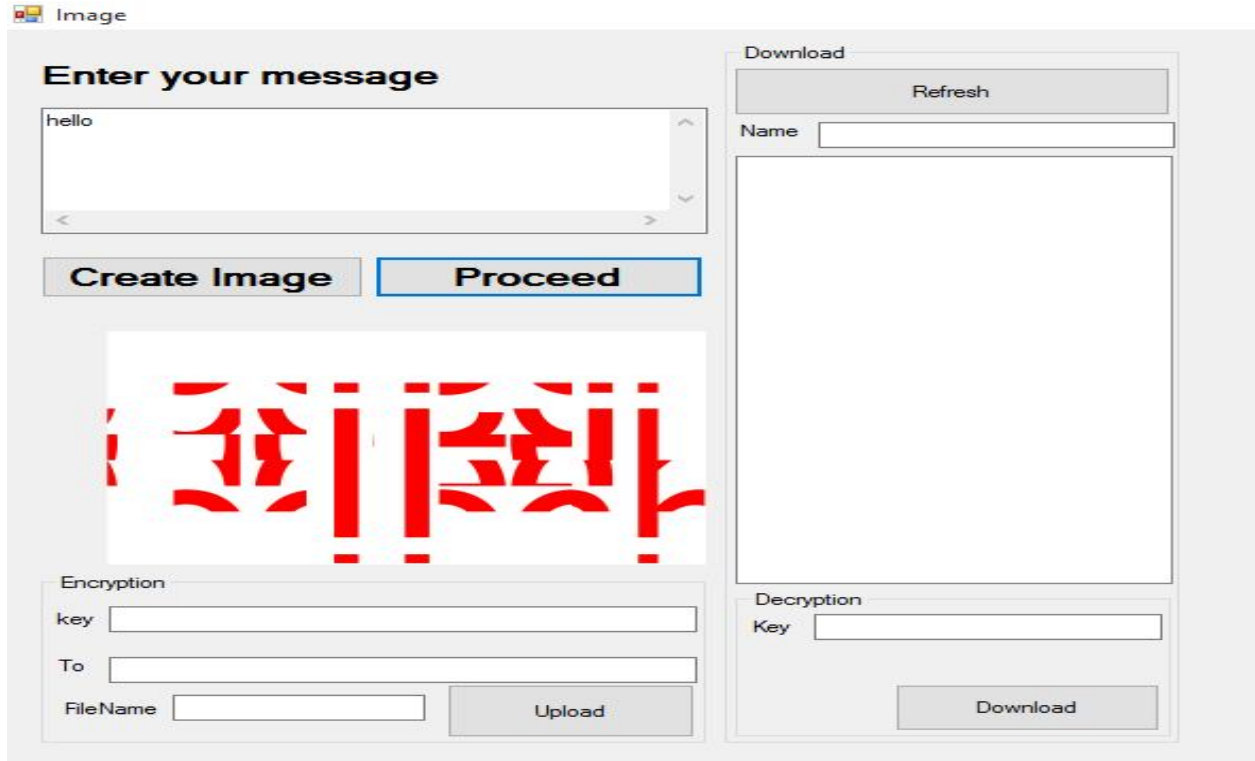 Image
Enter your message
hello
Create Image
Proceed
Encryption
key
To
FileName
Upload
Download
Refresh
Name
Decryption
Key
Download